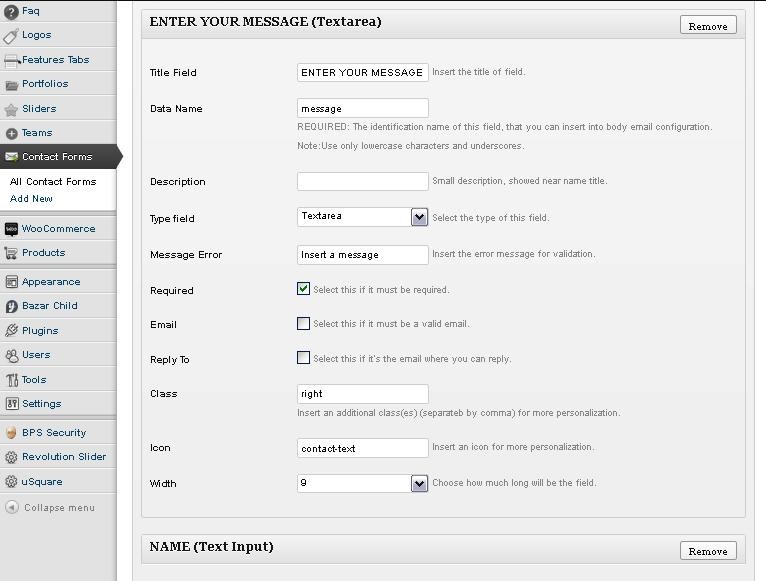 Faq
Logos
Features Tabs
Portfolios
Sliders
Teams
Contact Forms
All Contact Forms
Add New
WooCommerce
Products
Appearance
Bazar Child
Plugins
Users
Tools
Settings
BPS Security
Revolution Slider
uSquare
Collapse menu
ENTER YOUR MESSAGE (Textarea) Remove
Title Field ENTER YOUR MESSAGE Insert the title of field.
Data Name message
REQUIRED: The identification name of this field, that you can insert into body email configuration.
Note:Use only lowercase characters and underscores.
Description Small description, showed near name title.
Type field Textarea Select the type of this field.
Message Error Insert a message Insert the error message for validation.
Required Select this if it must be required.
Email Select this if it must be a valid email.
Reply To Select this if it's the email where you can reply.
Class right
Insert an additional class(es) (separateb by comma) for more personalization.
Icon contact-text Insert an icon for more personalization.
Width 9 Choose how much long will be the field.
NAME (Text Input) Remove